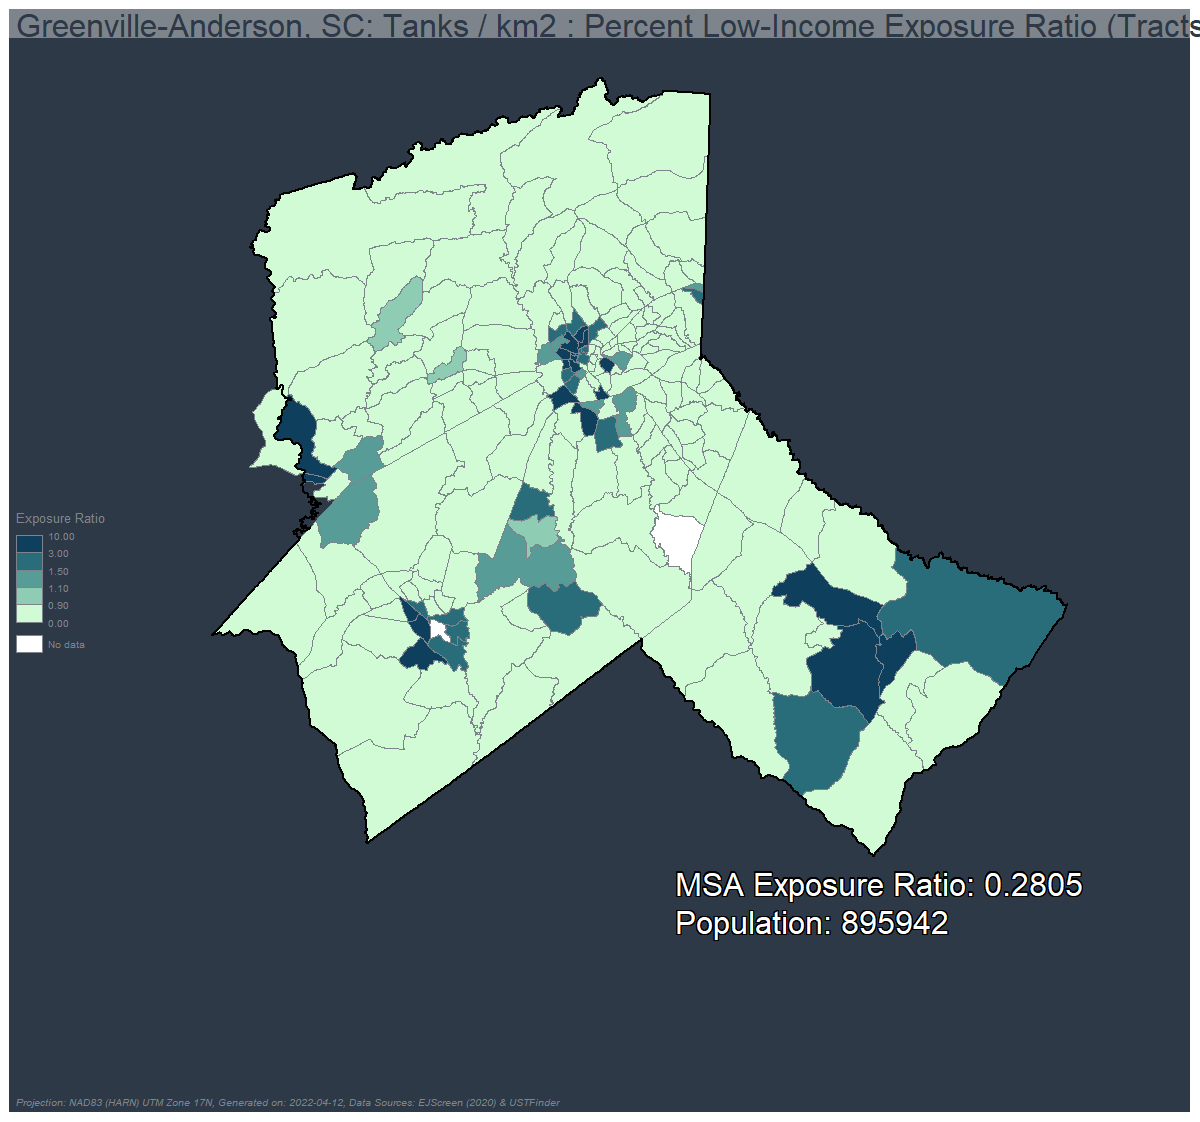 Greenville-Anderson, SC: Tanks / km2 : Percent Low-Income Exposure Ratio (Tracts
Exposure Ratio
10.00
3.00
1.50
1.10
0.90
0.00
No data
MSA Exposure Ratio: 0.2805
Population: 895942
Projection: NAD83 (HARN) UTM Zone 17N, Generated on: 2022-04-12, Data Sources: EJScreen (2020) & USTFinder